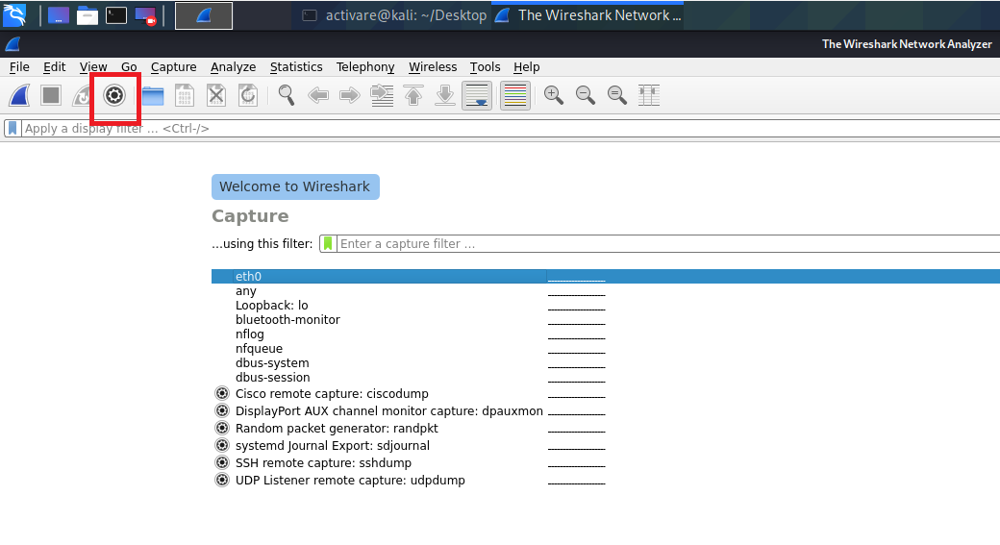 activare@kali: ~/Desktop The Wireshark Network ...
The Wireshark Network Analyzer
File Edit View Go Capture Analyze Statistics Telephony Wireless Tools Help
Apply a display filter ... <Ctrl-/>
Welcome to Wireshark
Capture
...using this filter: Enter a capture filter ...
eth0
any
Loopback: lo
bluetooth-monitor
nflog
nfqueue
dbus-system
dbus-session
Cisco remote capture: ciscodump
DisplayPort AUX channel monitor capture: dpauxmon
Random packet generator: randpkt
systemd Journal Export: sdjournal
SSH remote capture: sshdump
UDP Listener remote capture: udpdump